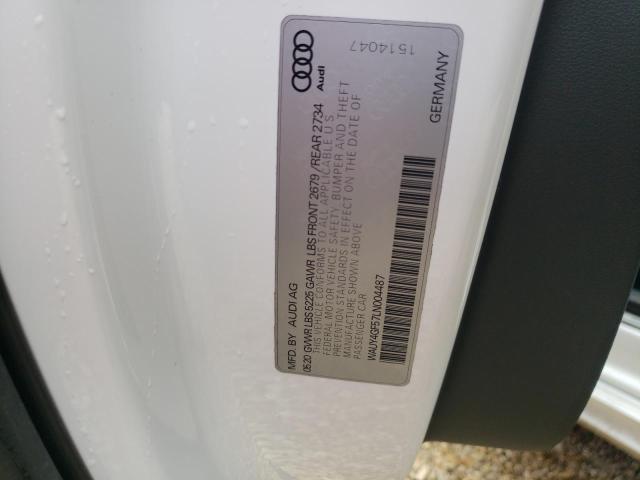 1514047
Audi
MFD. BY AUDI AG
05.20 GVWR LBS 5225 GAWR LBS FRONT 2679 / REAR 2734
THIS VEHICLE CONFORMS TO ALL APPLICABLE U S
FEDERAL MOTOR VEHICLE SAFETY, BUMPER AND THEFT
PREVENTION STANDARDS IN EFFECT ON THE DATE OF
MANUFACTURE SHOWN ABOVE
PASSENGER CAR
WAUY4GF57LN004487
GERMANY